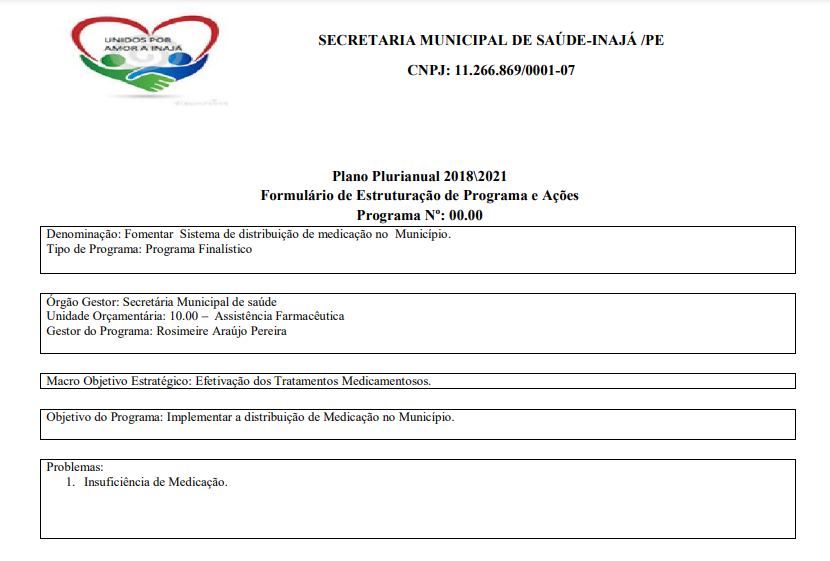 UNIDOS POR
AMOR A INAJÁ
SECRETARIA MUNICIPAL DE SAÚDE-INAJÁ /PE
CNPJ: 11.266.869/0001-07
Plano Plurianual 2018\2021
Formulário de Estruturação de Programa e Ações
Programa Nº: 00.00
Denominação: Fomentar Sistema de distribuição de medicação no Município.
Tipo de Programa: Programa Finalístico
Órgão Gestor: Secretária Municipal de saúde
Unidade Orçamentária: 10.00 – Assistência Farmacêutica
Gestor do Programa: Rosimeire Araújo Pereira
Macro Objetivo Estratégico: Efetivação dos Tratamentos Medicamentosos.
Objetivo do Programa: Implementar a distribuição de Medicação no Município.
Problemas:
1. Insuficiência de Medicação.